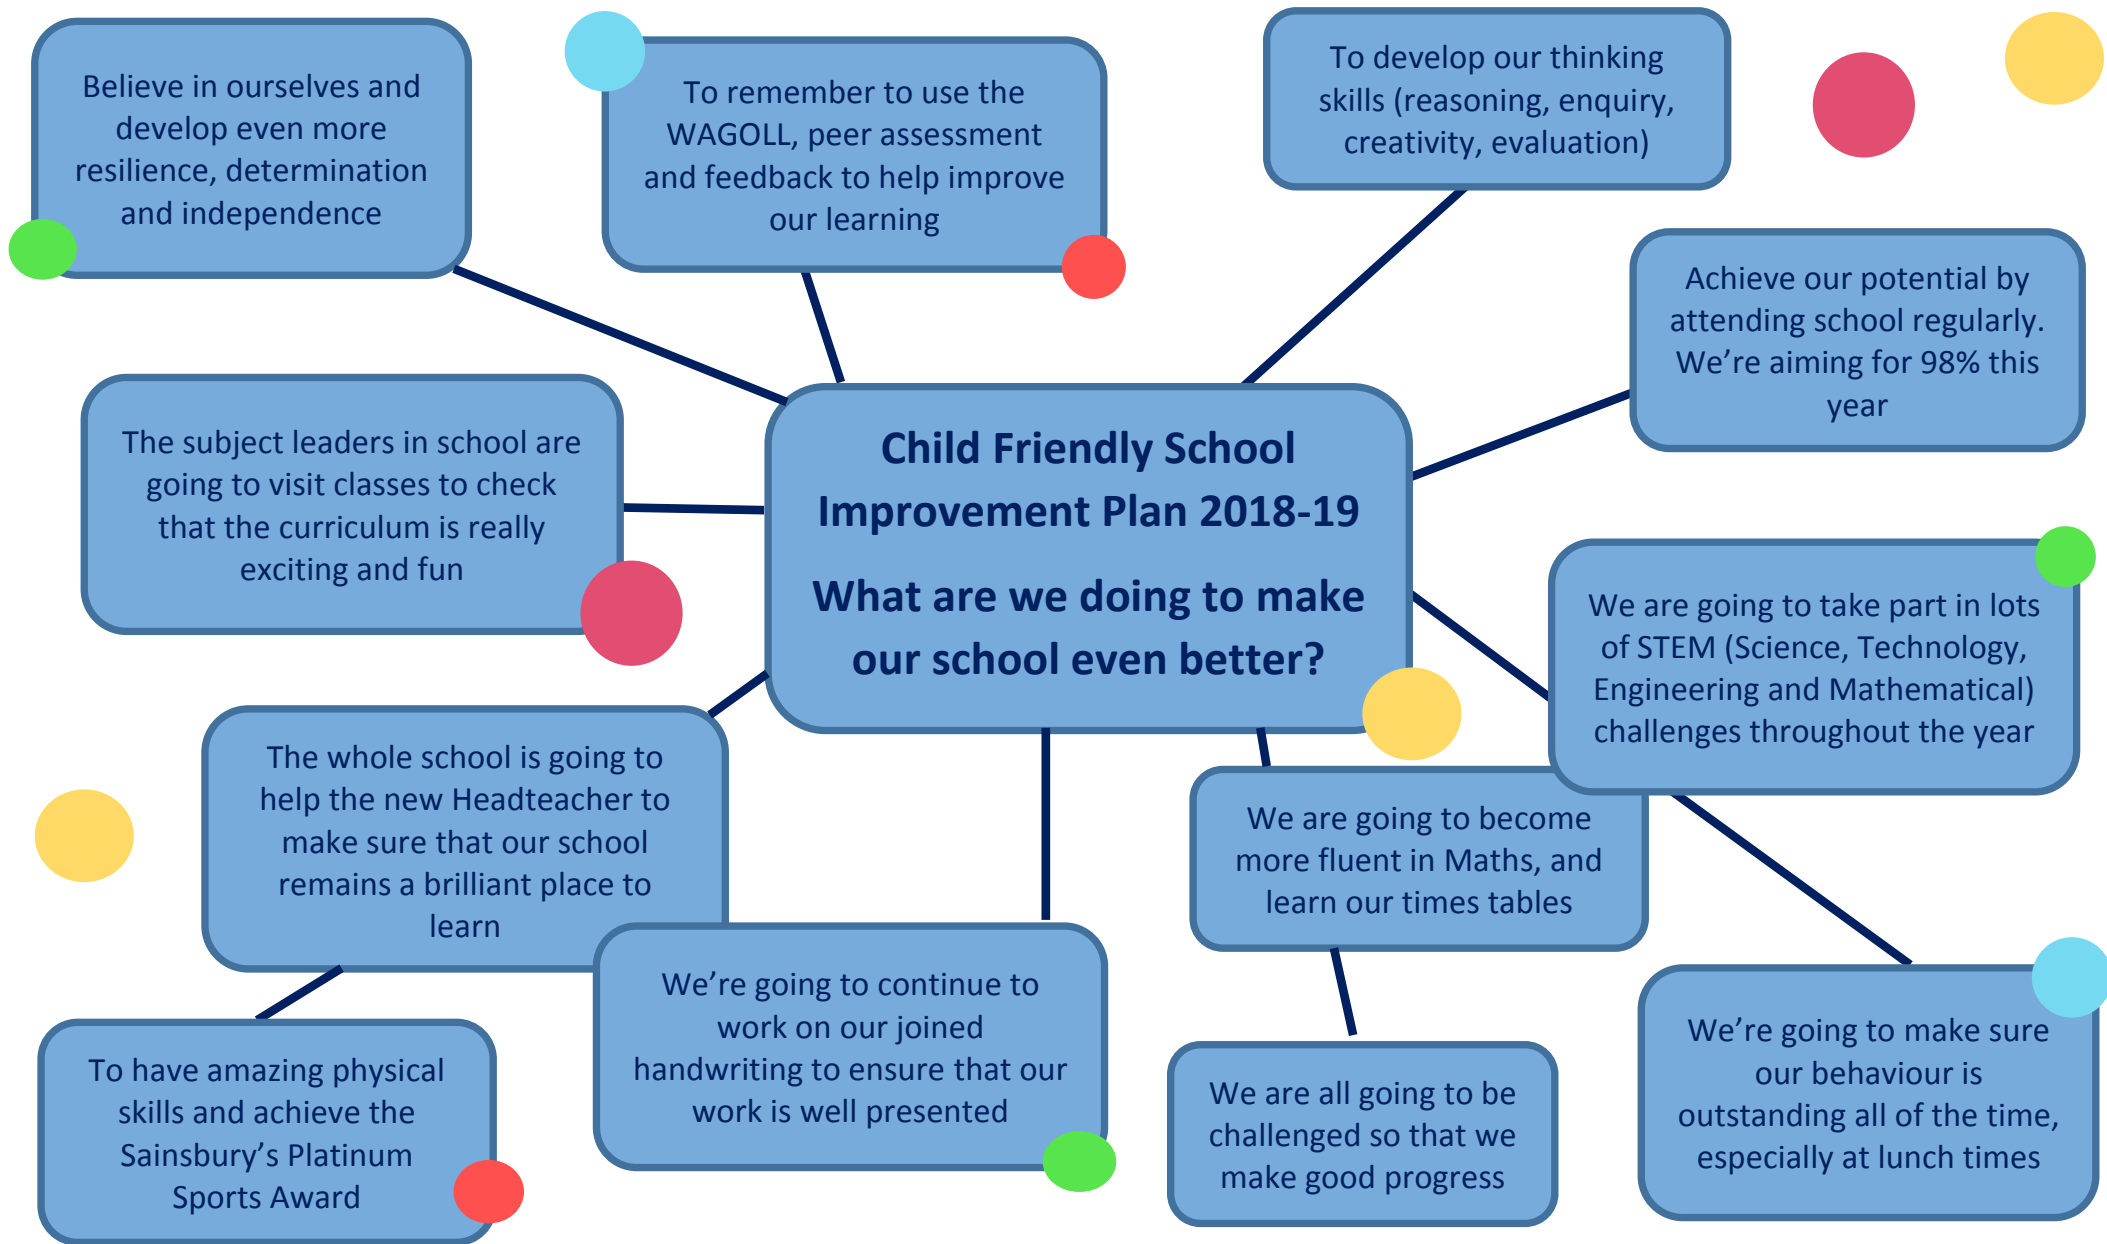 Believe in ourselves and
develop even more
resilience, determination
and independence
To remember to use the
WAGOLL, peer assessment
and feedback to help improve
our learning
To develop our thinking
skills (reasoning, enquiry,
creativity, evaluation)
Achieve our potential by
attending school regularly.
We’re aiming for 98% this
year
The subject leaders in school are
going to visit classes to check
that the curriculum is really
exciting and fun
Child Friendly School
Improvement Plan 2018-19
What are we doing to make
our school even better?
We are going to take part in lots
of STEM (Science, Technology,
Engineering and Mathematical)
challenges throughout the year
The whole school is going to
help the new Headteacher to
make sure that our school
remains a brilliant place to
learn
We are going to become
more fluent in Maths, and
learn our times tables
To have amazing physical
skills and achieve the
Sainsbury’s Platinum
Sports Award
We’re going to continue to
work on our joined
handwriting to ensure that our
work is well presented
We are all going to be
challenged so that we
make good progress
We’re going to make sure
our behaviour is
outstanding all of the time,
especially at lunch times